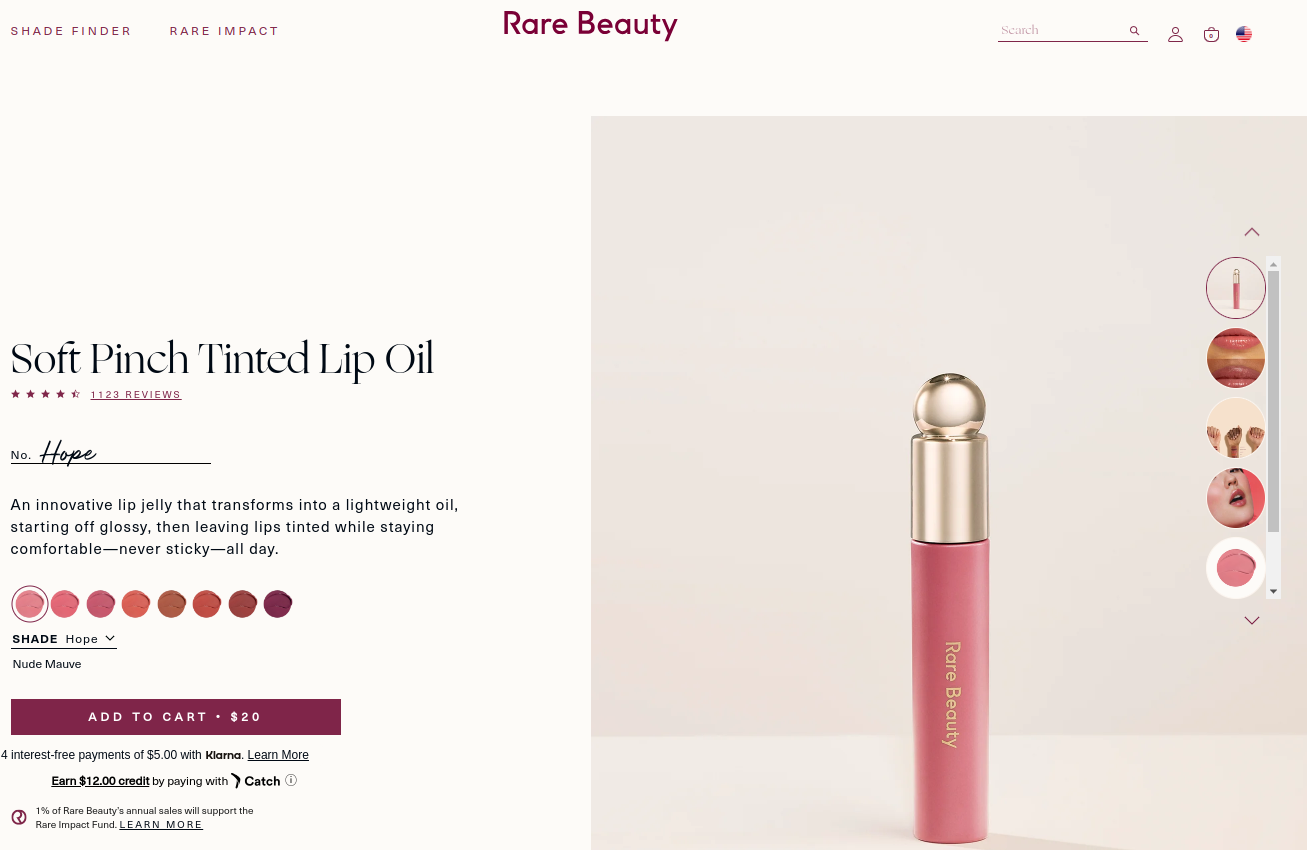 SHADE FINDER
RARE IMPACT
Rare Beauty
Search
0
Soft Pinch Tinted Lip Oil
1123 REVIEWS
No. Hope
An innovative lip jelly that transforms into a lightweight oil,
starting off glossy, then leaving lips tinted while staying
comfortable—never sticky—all day.
SHADE Hope
Nude Mauve
ADD TO CART • $20
4 interest-free payments of $5.00 with Klarna. Learn More
Earn $12.00 credit by paying with Catch
1% of Rare Beauty's annual sales will support the
Rare Impact Fund. LEARN MORE
Rare Beauty